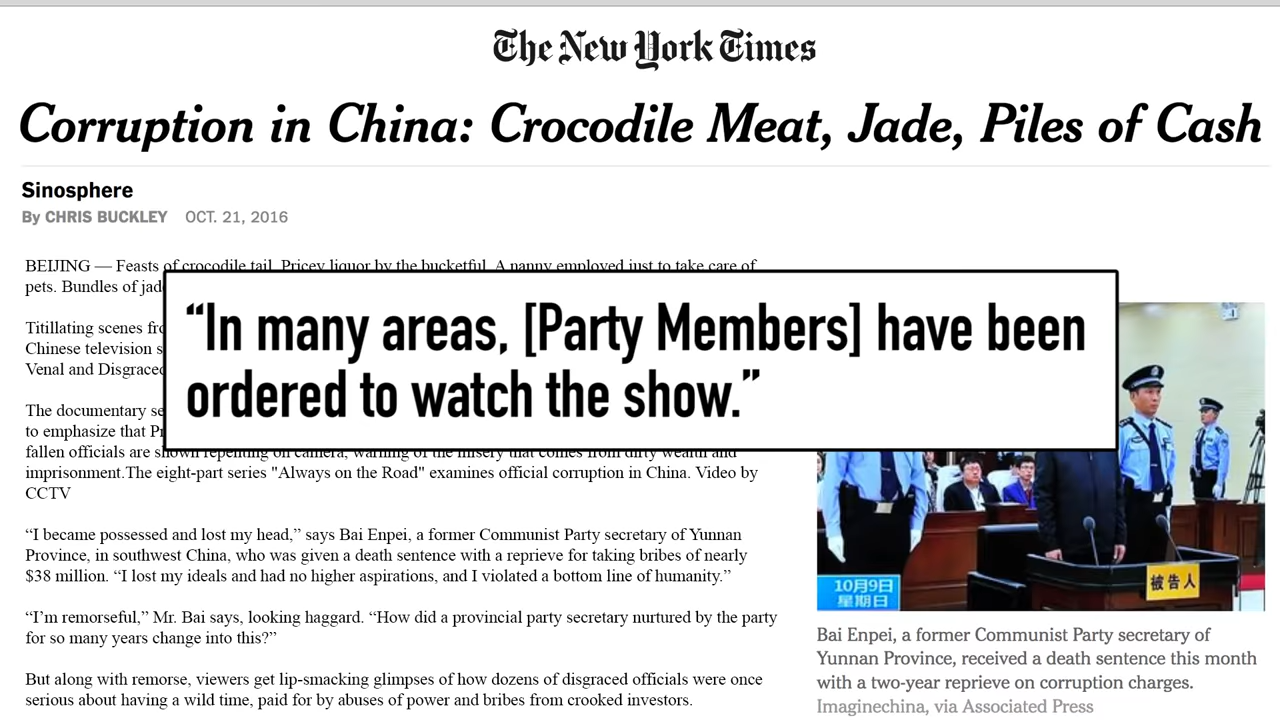 The New York Times
Corruption in China: Crocodile Meat, Jade, Piles of Cash
Sinosphere
By CHRIS BUCKLEY OCT. 21, 2016
BEIJING — Feasts of crocodile tail. Pricey liquor by the bucketful. A nanny employed just to take care of
pets. Bundles of jad
Titillating scenes fro
Chinese television s
Venal and Disgraced
The documentary se
to emphasize that Pr
fallen officials are shown repenting on camera, warning of the misery that comes from dirty wealth and
imprisonment.The eight-part series "Always on the Road" examines official corruption in China. Video by
CCTV
“I became possessed and lost my head,” says Bai Enpei, a former Communist Party secretary of Yunnan
Province, in southwest China, who was given a death sentence with a reprieve for taking bribes of nearly
$38 million. “I lost my ideals and had no higher aspirations, and I violated a bottom line of humanity.”
“I’m remorseful,” Mr. Bai says, looking haggard. “How did a provincial party secretary nurtured by the party
for so many years change into this?”
But along with remorse, viewers get lip-smacking glimpses of how dozens of disgraced officials were once
serious about having a wild time, paid for by abuses of power and bribes from crooked investors.
“In many areas, [Party Members] have been
ordered to watch the show.”
10月9日
星期日
被告人
Bai Enpei, a former Communist Party secretary of
Yunnan Province, received a death sentence this month
with a two-year reprieve on corruption charges.
Imaginechina, via Associated Press